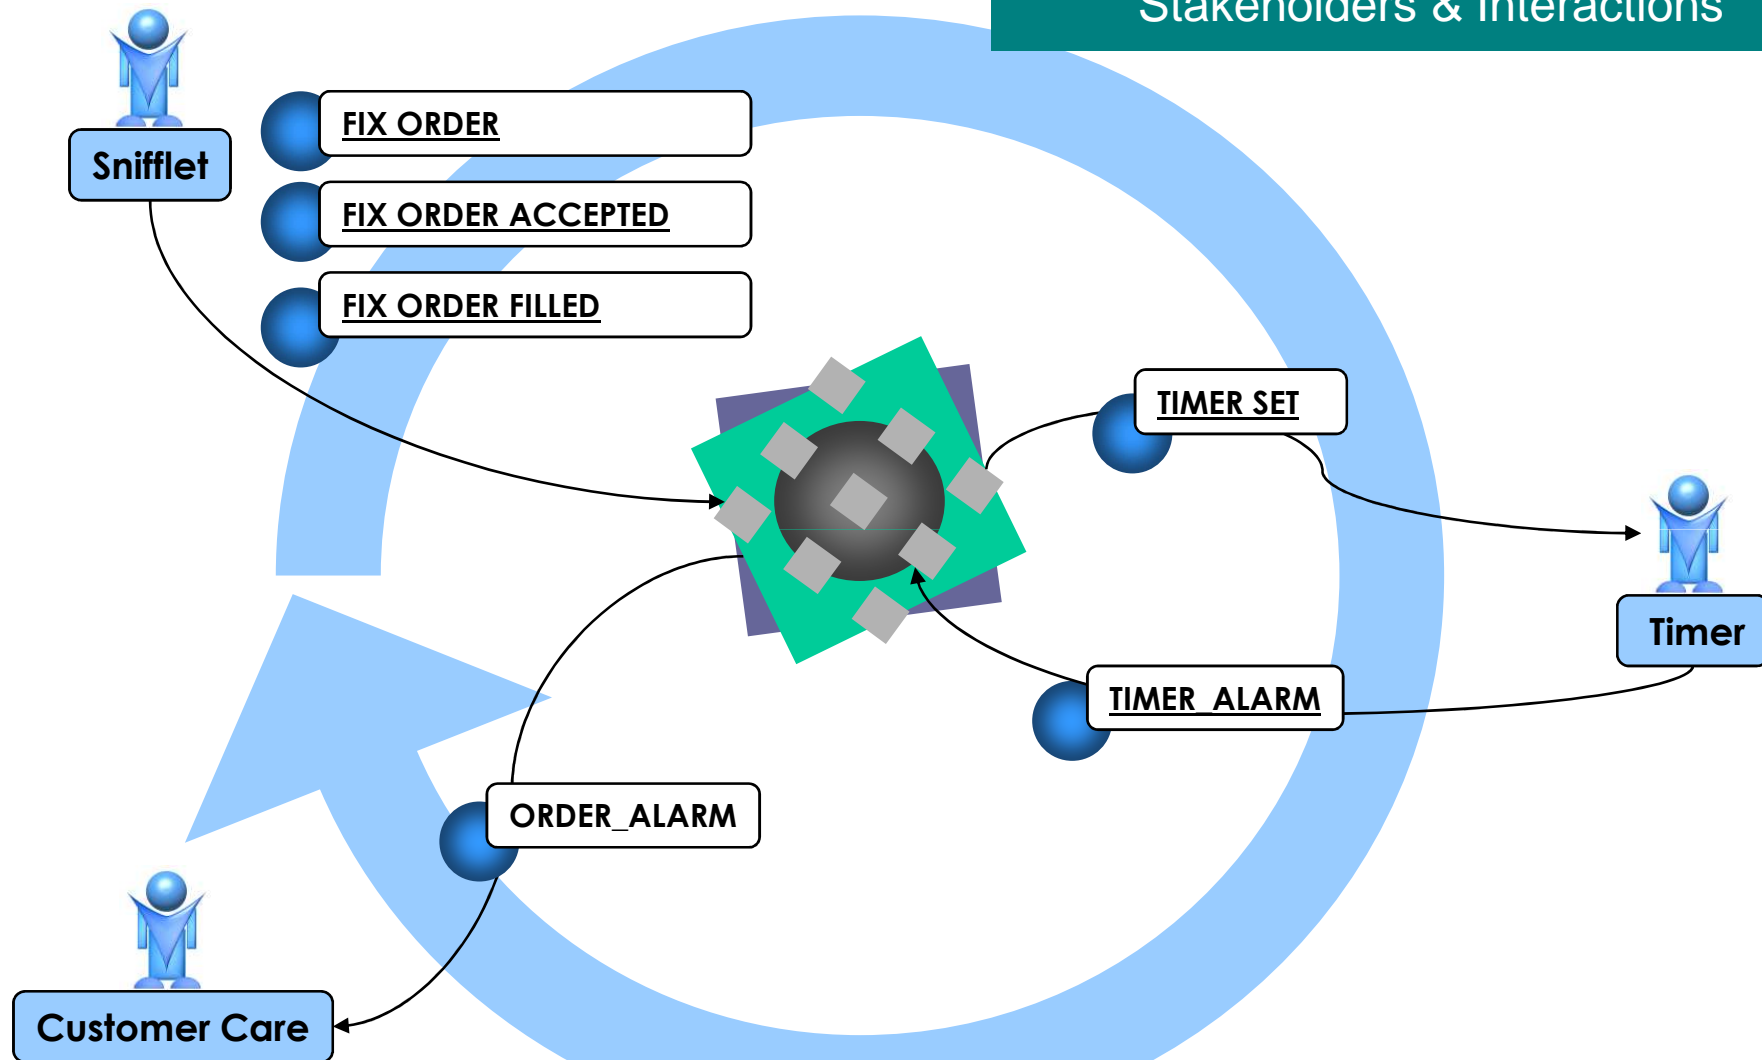 Stakeholders & Interactions
FIX ORDER
Snifflet
FIX ORDER ACCEPTED
FIX ORDER FILLED
TIMER SET
Timer
TIMER_ALARM
ORDER_ALARM
Customer Care